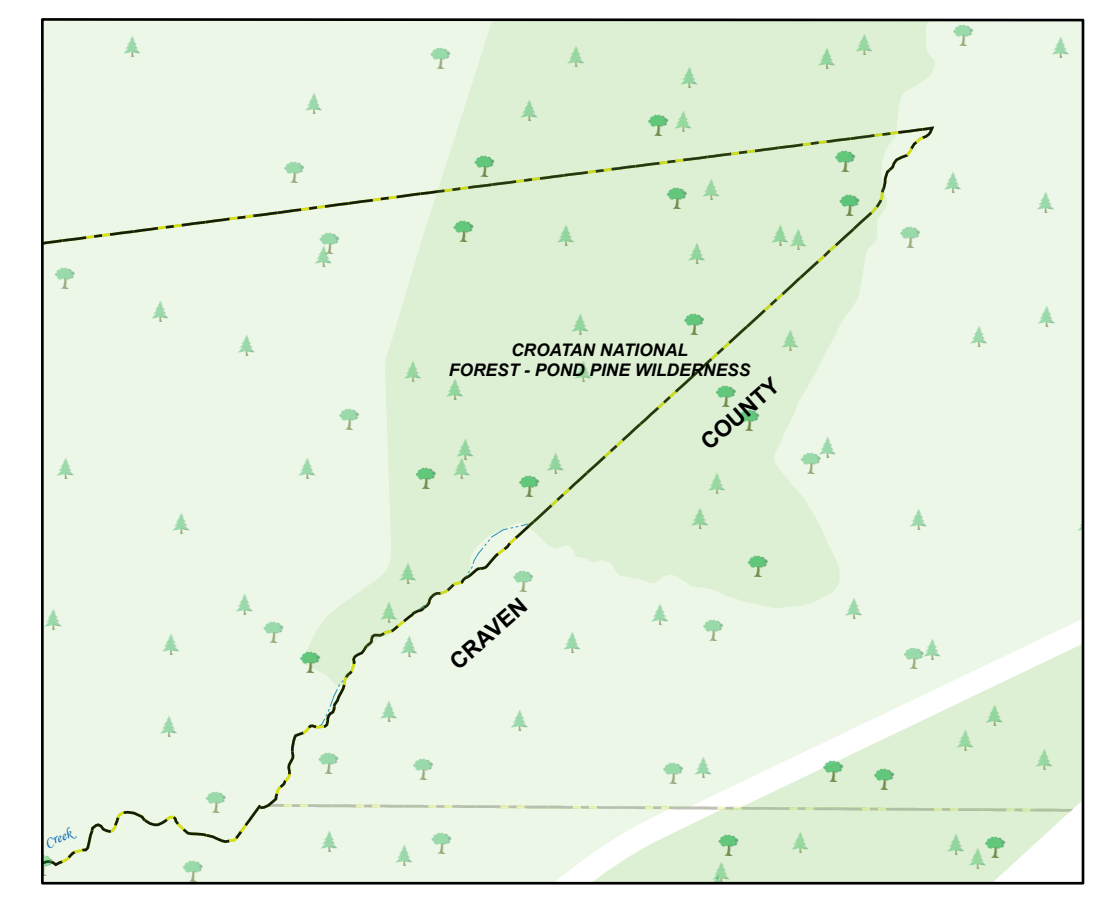 CROATAN NATIONAL
FOREST - POND PINE WILDERNESS
COUNTY
CRAVEN
Creek